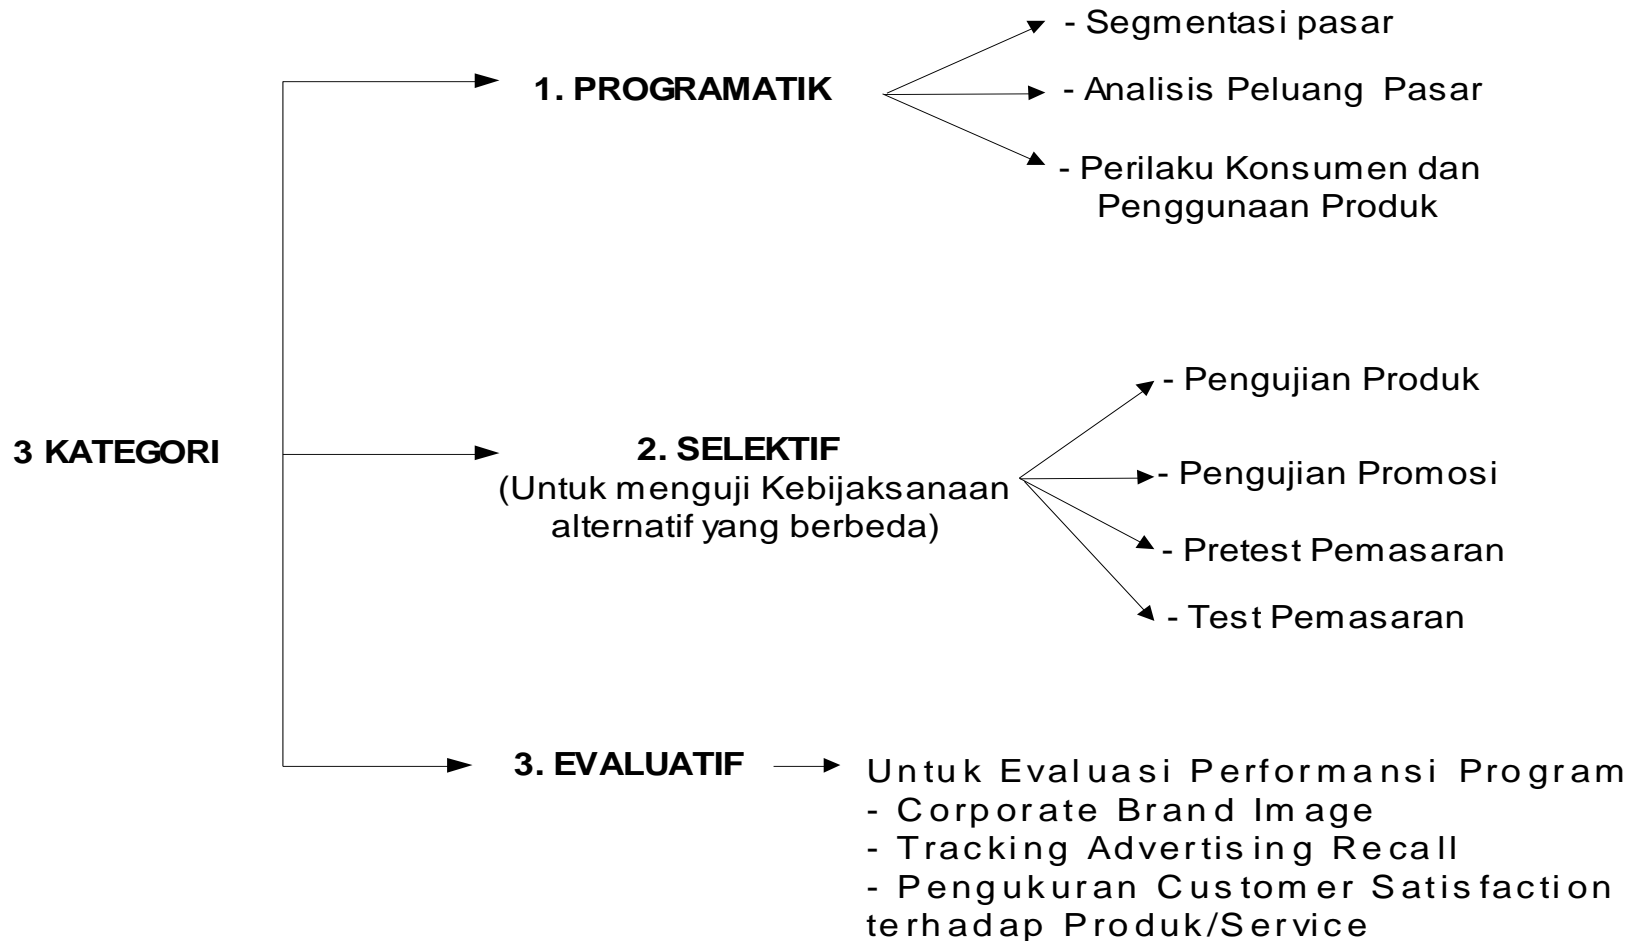 3 KATEGORI
1. PROGRAMATIK
- Segmentasi pasar
- Analisis Peluang Pasar
- Perilaku Konsumen dan
Penggunaan Produk
2. SELEKTIF
(Untuk menguji Kebijaksanaan
alternatif yang berbeda)
- Pengujian Produk
- Pengujian Promosi
- Pretest Pemasaran
- Test Pemasaran
3. EVALUATIF
Untuk Evaluasi Performansi Program
- Corporate Brand Image
- Tracking Advertising Recall
- Pengukuran Customer Satisfaction
terhadap Produk/Service